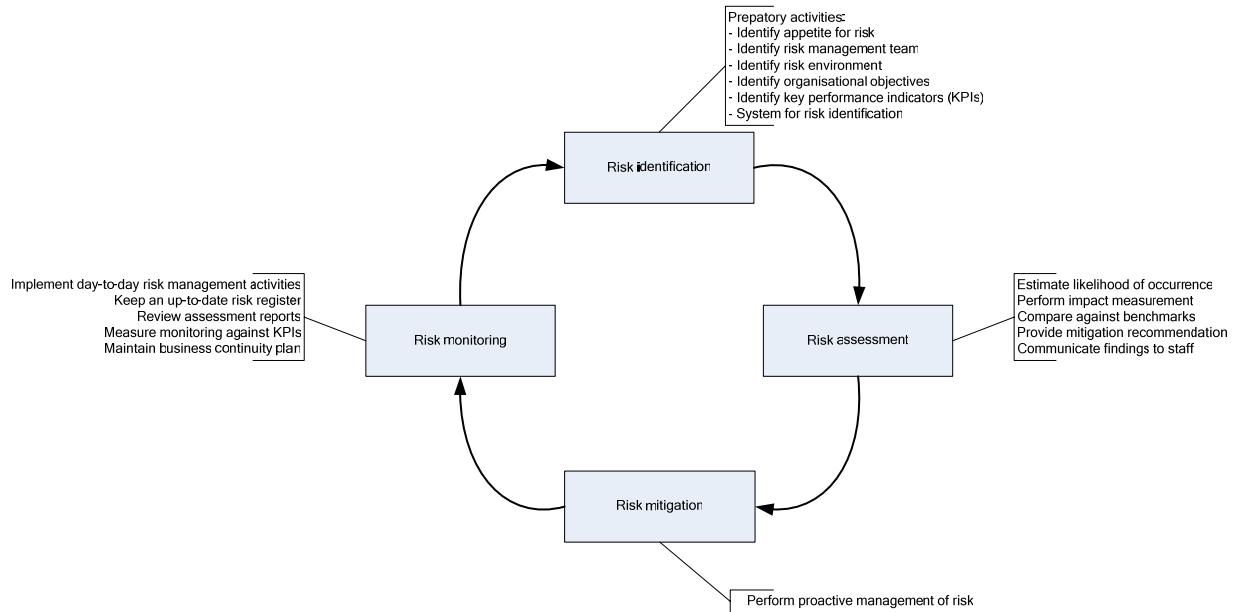 Prepatory activities:
- Identify appetite for risk
- Identify risk management team
- Identify risk environment
- Identify organisational objectives
- Identify key performance indicators (KPIs)
- System for risk identification
Risk identification
Implement day-to-day risk management activities
Keep an up-to-date risk register
Review assessment reports
Measure monitoring against KPIs
Maintain business continuity plan
Risk monitoring
Risk assessment
Estimate likelihood of occurrence
Perform impact measurement
Compare against benchmarks
Provide mitigation recommendation
Communicate findings to staff
Risk mitigation
Perform proactive management of risk